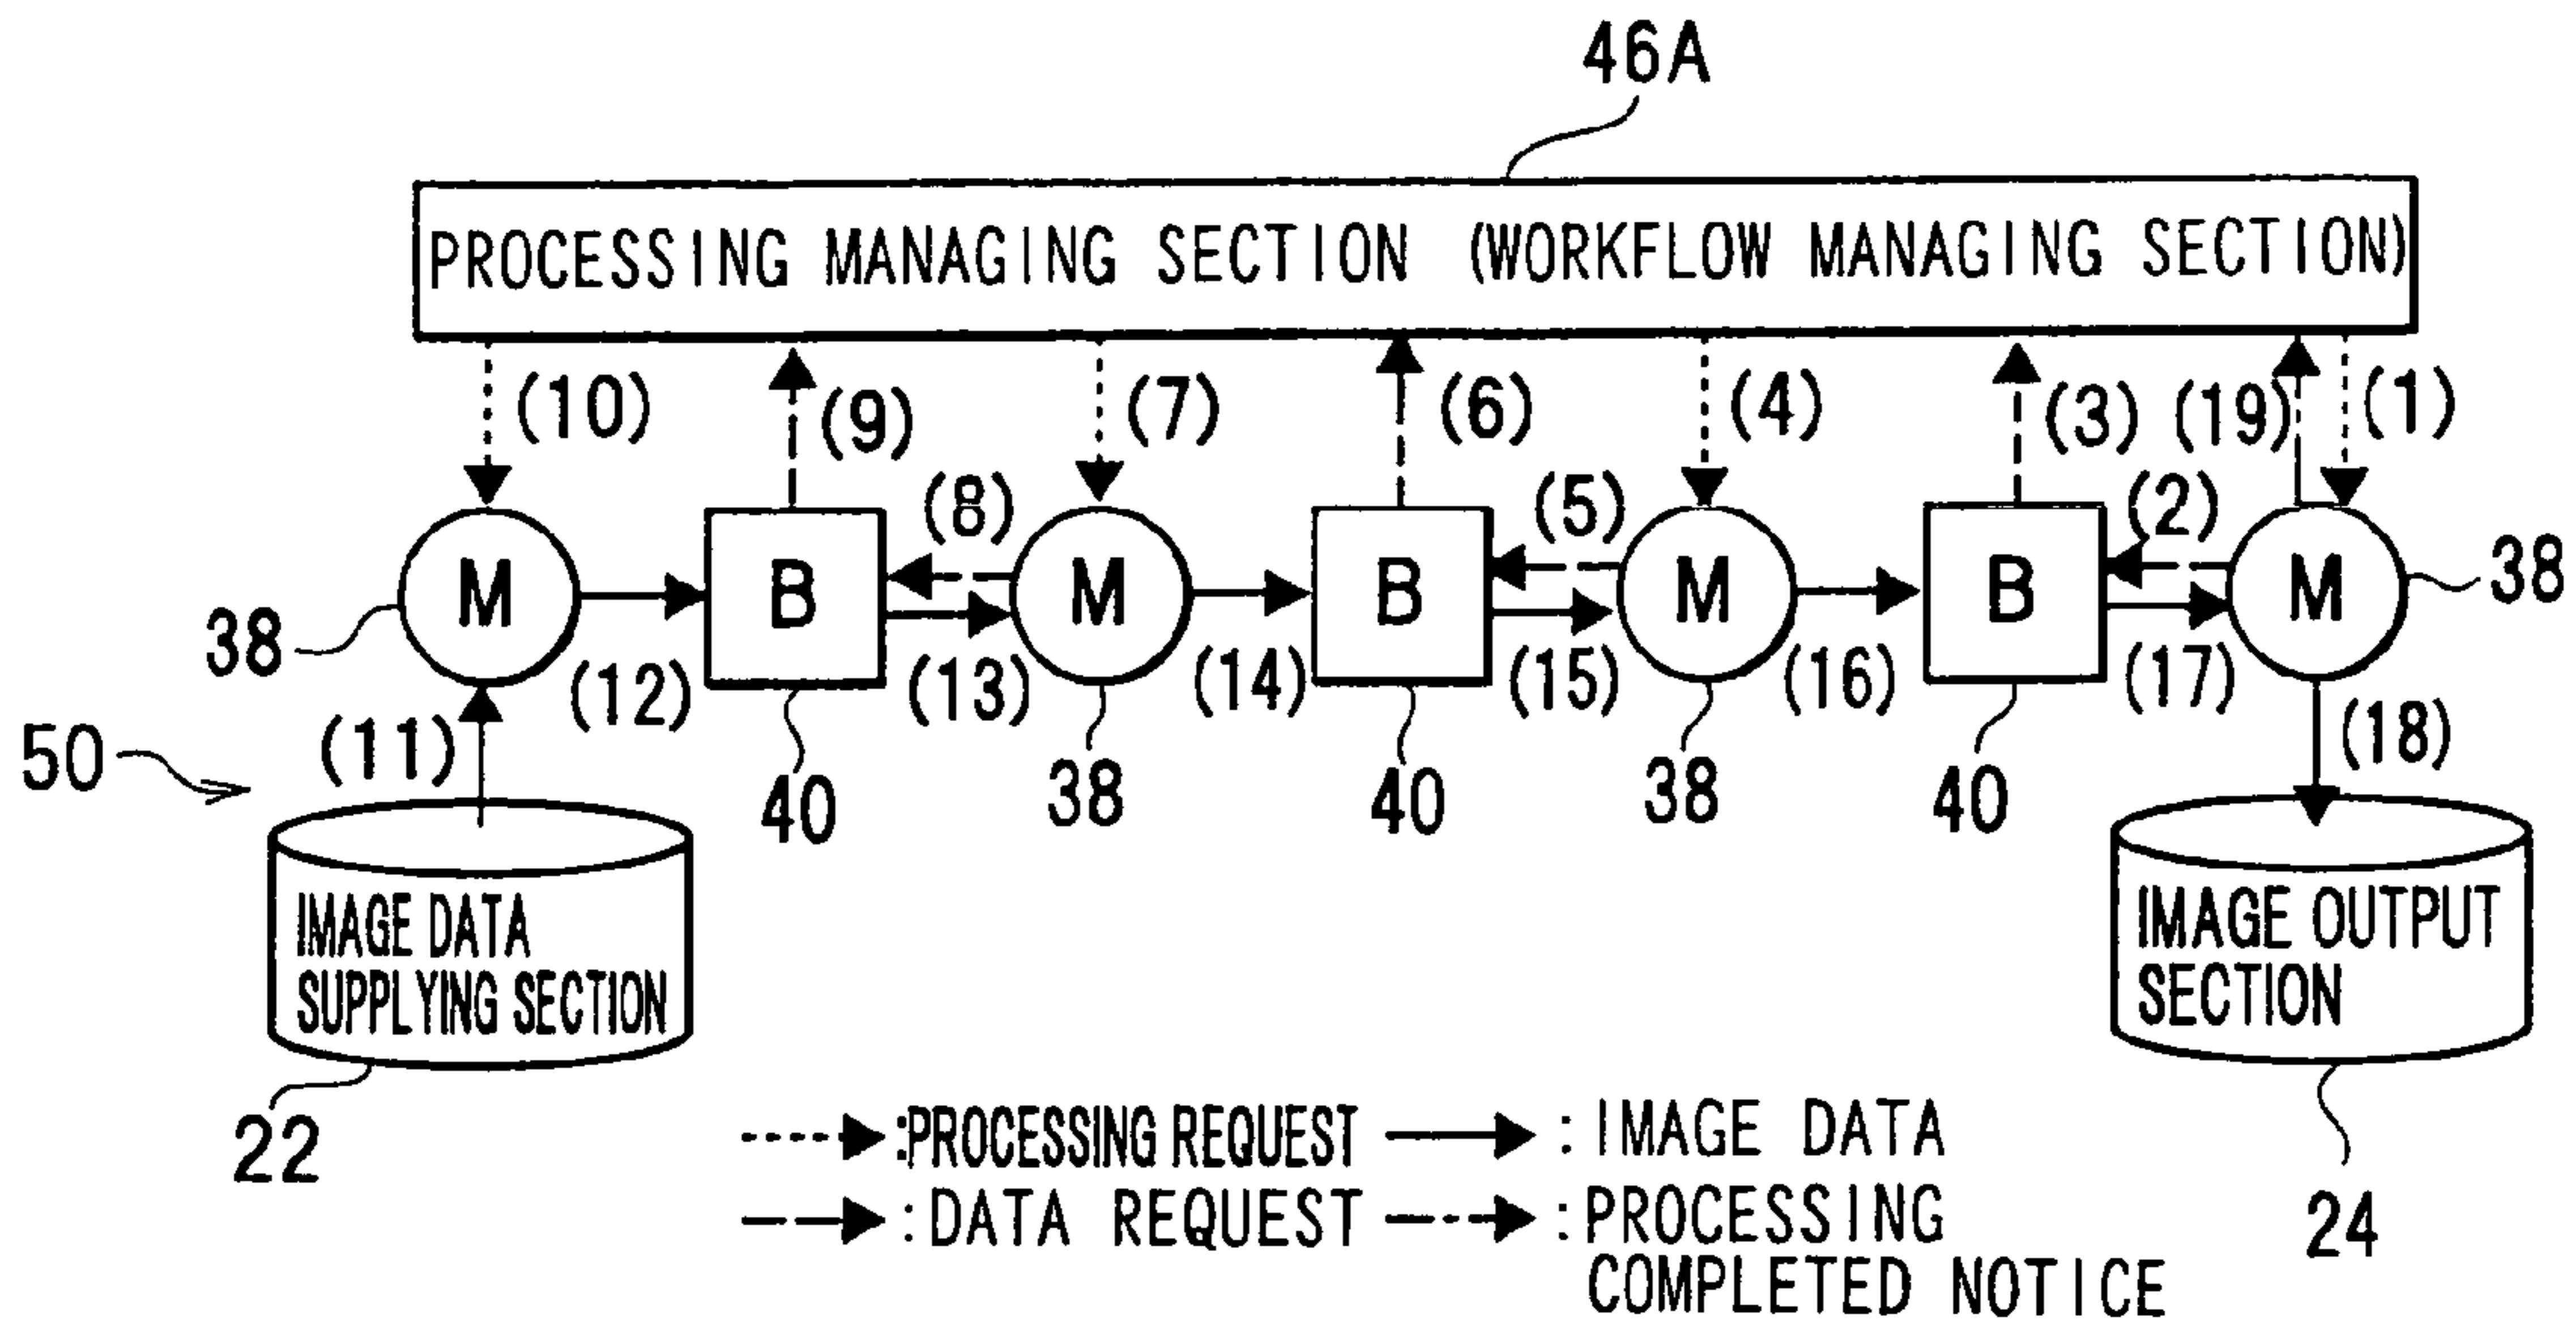 46A
PROCESSING MANAGING SECTION (WORKFLOW MANAGING SECTION)
(10) (9) (7) (6) (4) (3) (19) (1)
(8) (5) (2)
M B M B M B M
38 38
(12) (13) (14) (15) (16) (17)
50 (11) 40 38 40 38 40 (18)
IMAGE DATA
SUPPLYING SECTION
IMAGE OUTPUT
SECTION
22
24
:PROCESSING REQUEST
:IMAGE DATA
:DATA REQUEST
:PROCESSING
COMPLETED NOTICE